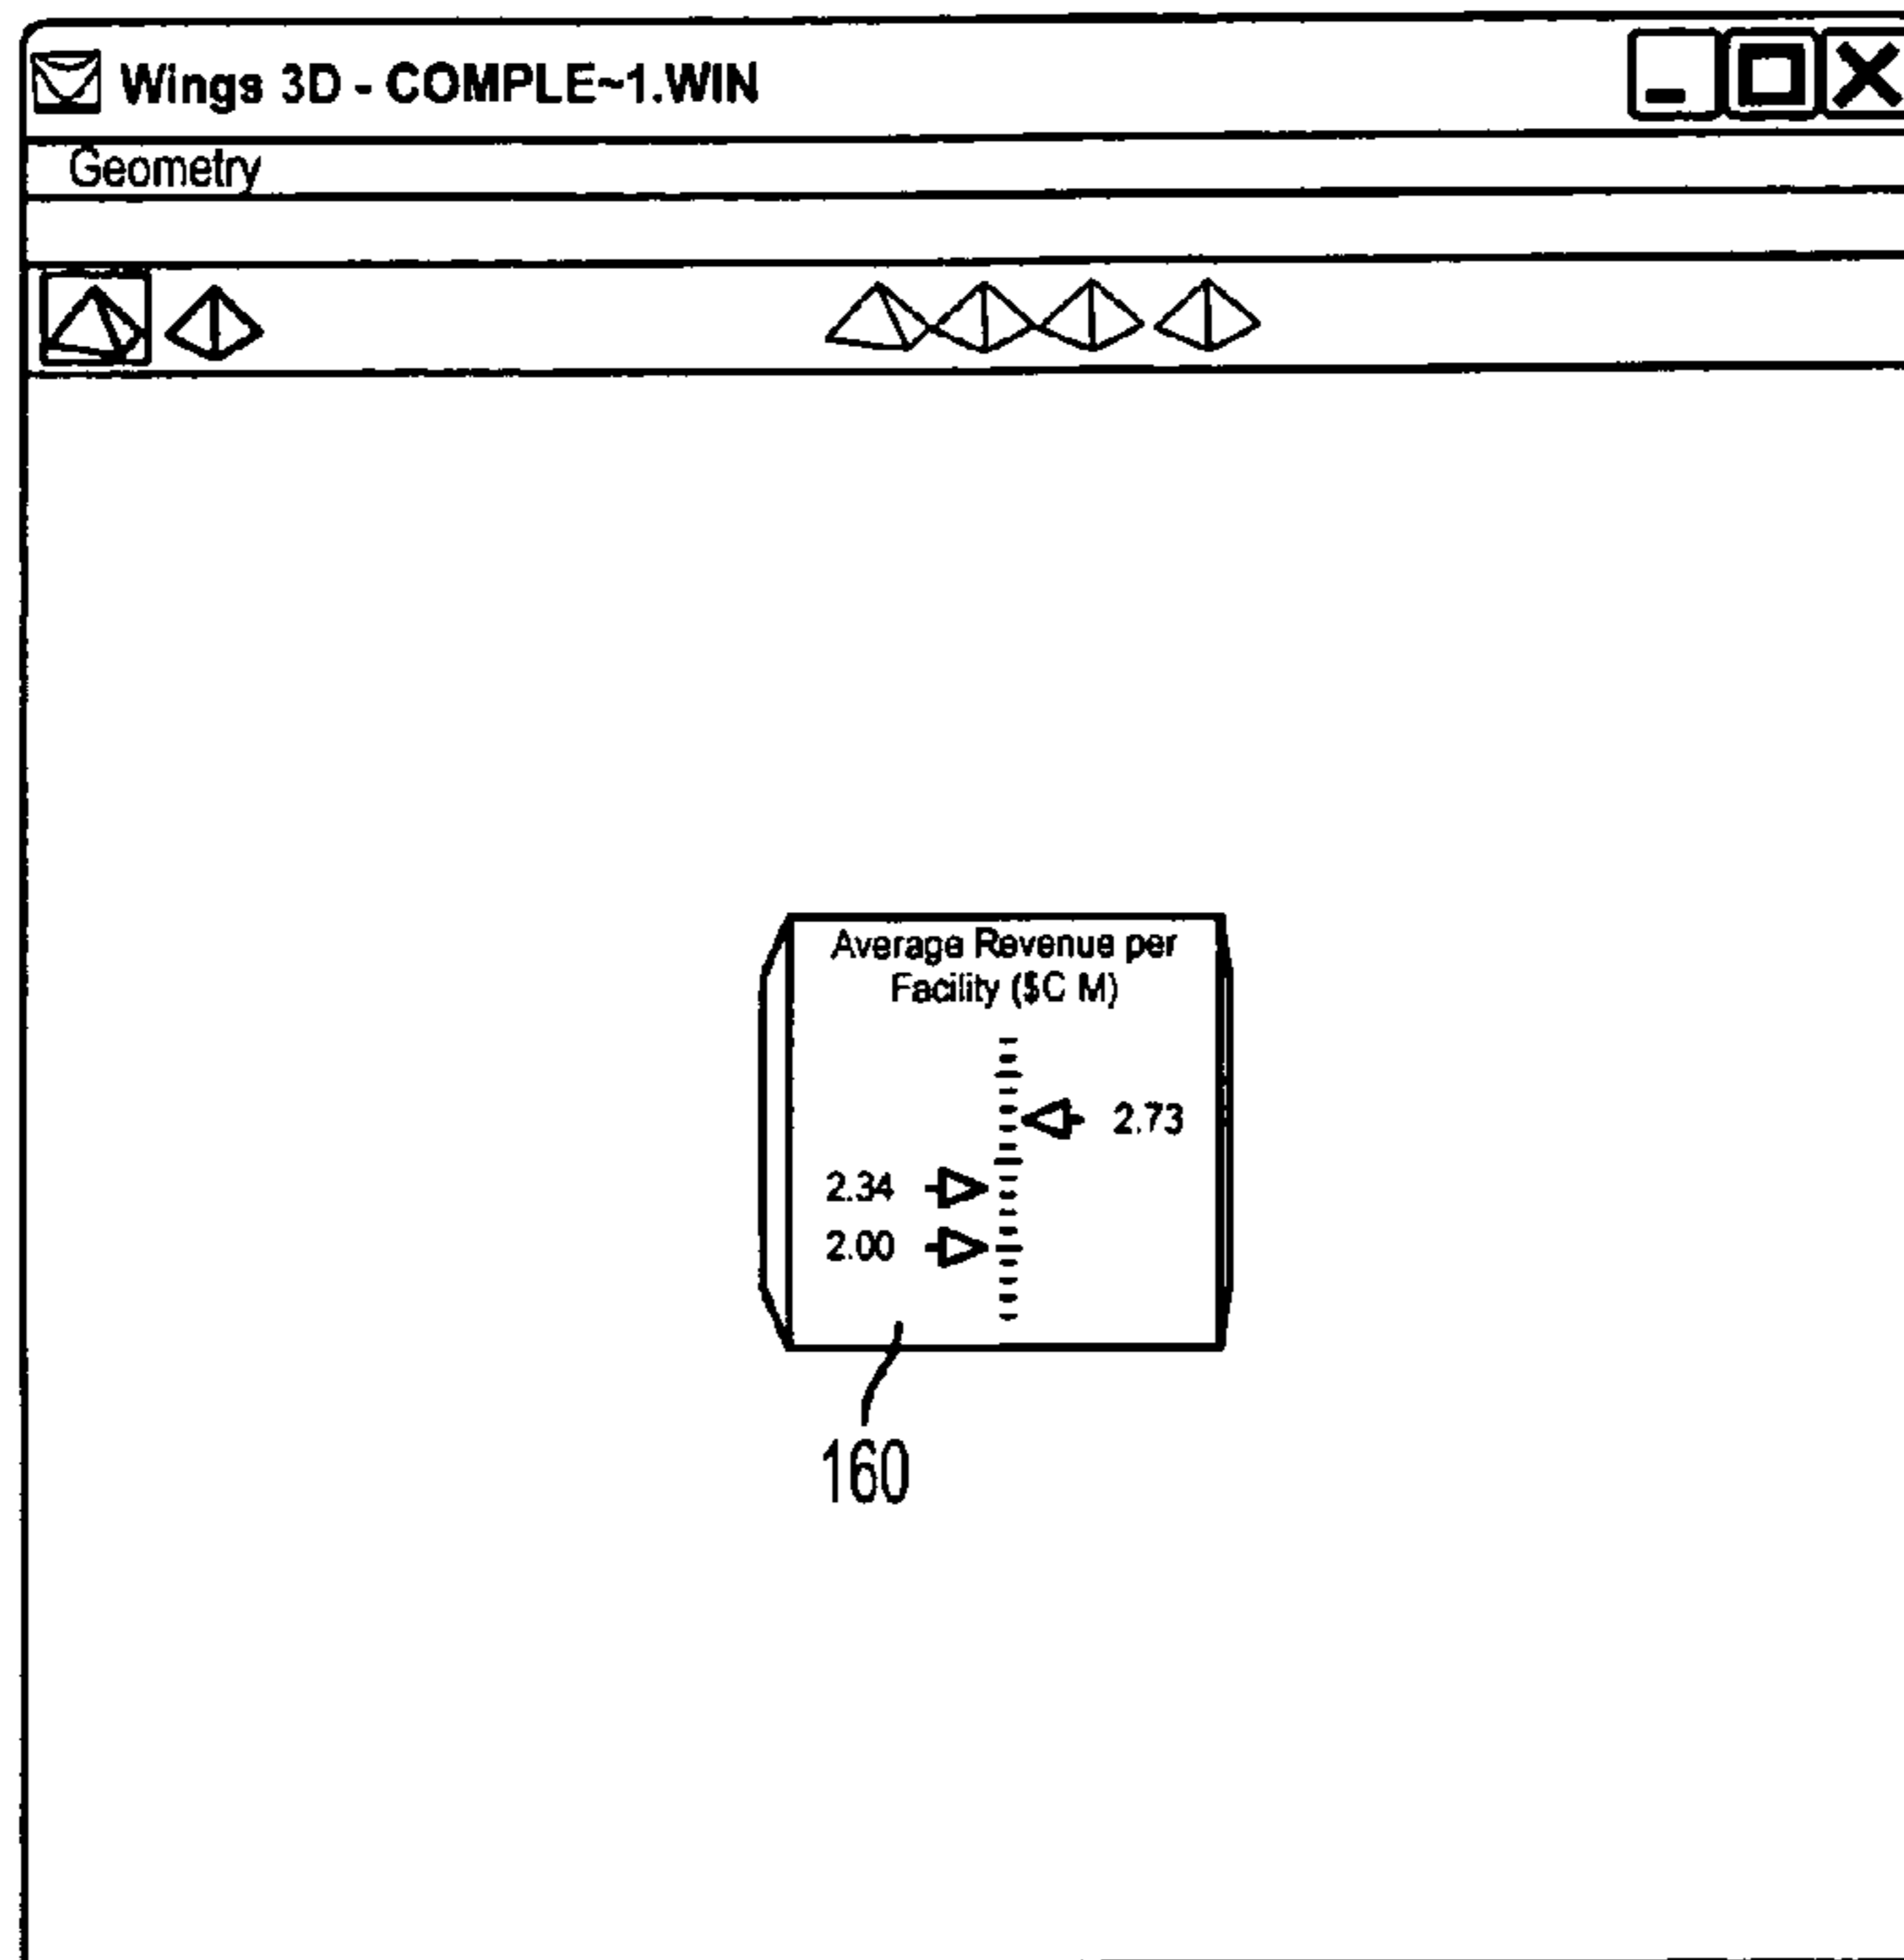 Wings 3D - COMPLE~1.WIN
Geometry
Average Revenue per
Facility ($C M)
2.73
2.34
2.00
160